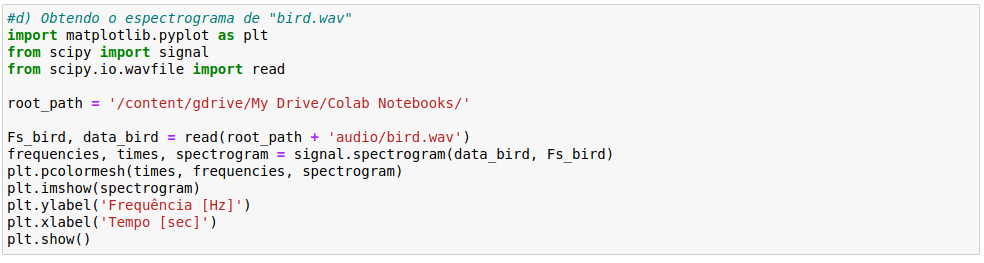 #d) Obtendo o espectrograma de "bird.wav"
import matplotlib.pyplot as plt
from scipy import signal
from scipy.io.wavfile import read
root_path = '/content/gdrive/My Drive/Colab Notebooks/'
Fs_bird, data_bird = read(root_path + 'audio/bird.wav')
frequencies, times, spectrogram = signal.spectrogram(data_bird, Fs_bird)
plt.pcolormesh(times, frequencies, spectrogram)
plt.imshow(spectrogram)
plt.ylabel('Frequência [Hz]')
plt.xlabel('Tempo [sec]')
plt.show()